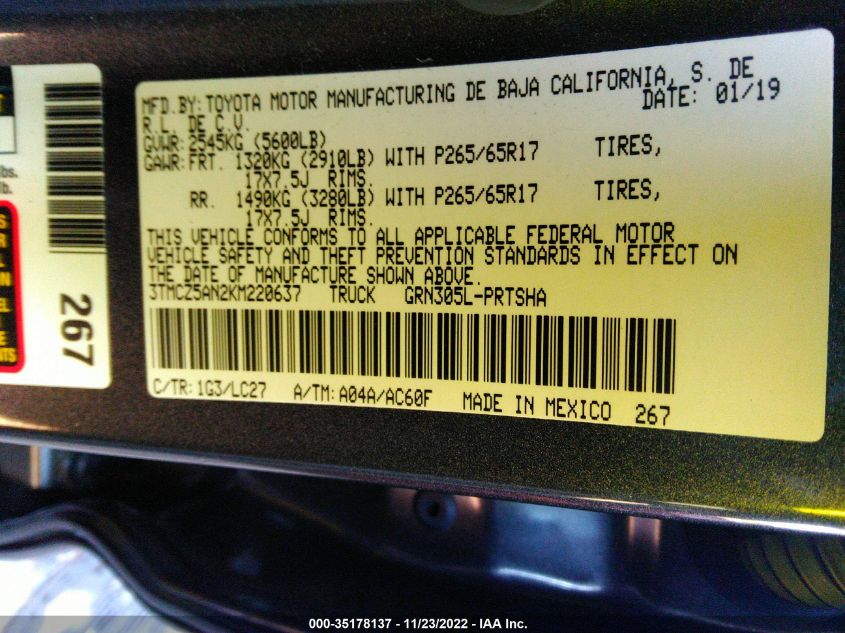 MFD.BY: TOYOTA MOTOR MANUFACTURING DE BAJA CALIFORNIA, S. DE
R.L. DE C.V. DATE: 01/19
GVWR: 2545KG (5600LB)
GAWR: FRT. 1320KG (2910LB) WITH P265/65R17 TIRES,
17X7.5J RIMS.
RR. 1490KG (3280LB) WITH P265/65R17 TIRES,
17X7.5J RIMS.
THIS VEHICLE CONFORMS TO ALL APPLICABLE FEDERAL MOTOR
VEHICLE SAFETY AND THEFT PREVENTION STANDARDS IN EFFECT ON
THE DATE OF MANUFACTURE SHOWN ABOVE.
3TMCZ5AN2KM220637 TRUCK GRN305L-PRTSHA
C/TR: 1G3/LC27 A/TM: A04A/AC60F MADE IN MEXICO 267
267
lbs.
lb.
000-35178137 - 11/23/2022 - IAA Inc.